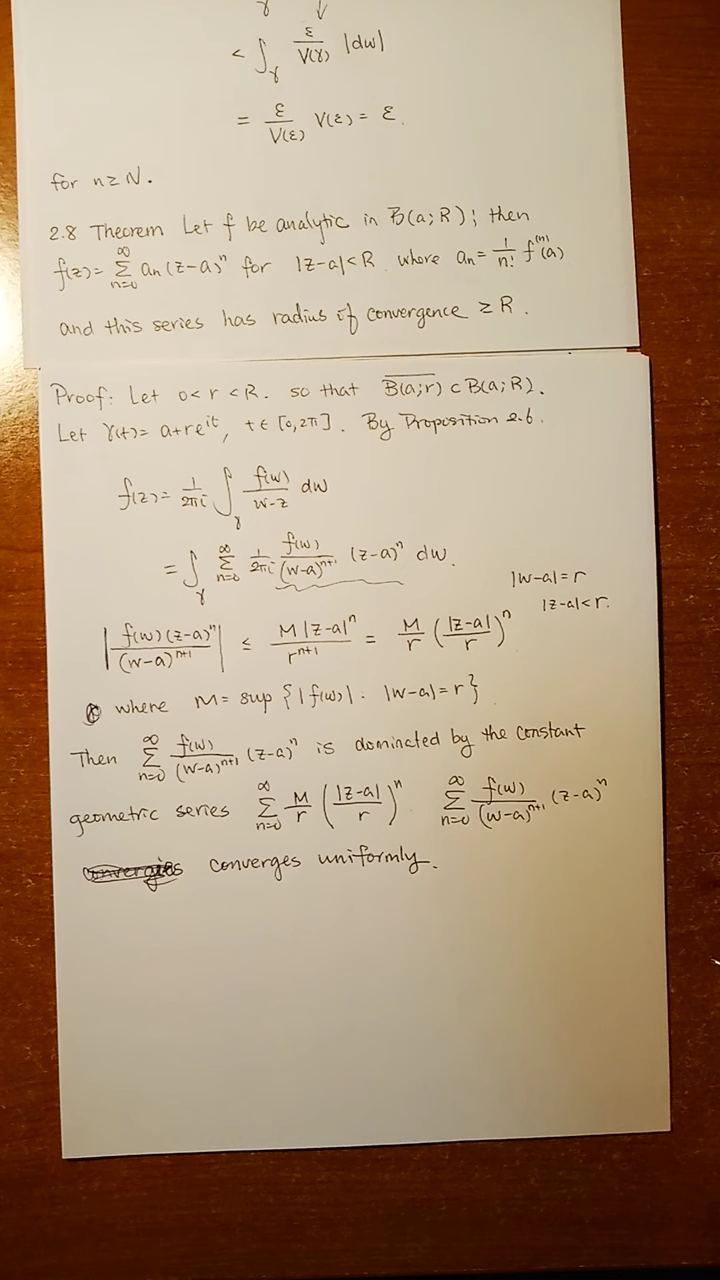 γ ↓
< ∫_γ ε/V(γ) |dw|
= ε/V(ε) V(ε) = ε.
for n ≥ N.
2.8 Theorem Let f be analytic in B(a;R); then
f(z) = Σ_{n=0}^∞ an (z-a)^n for |z-a|<R where an = 1/n! f^(n)(a)
and this series has radius of convergence ≥ R.
Proof: Let 0<r<R. so that \overline{B(a;r)} ⊂ B(a;R).
Let γ(t) = a+re^{it}, t ∈ [0,2π]. By Proposition 2.6.
f(z) = 1/2πi ∫_γ f(w)/w-z dw
= ∫_γ Σ_{n=0}^∞ 1/2πi f(w)/(w-a)^{n+1} (z-a)^n dw.
|w-a| = r
|z-a| < r.
|f(w)(z-a)^n/(w-a)^{n+1}| ≤ M|z-a|^n/r^{n+1} = M/r (|z-a|/r)^n
where M = sup {|f(w)| : |w-a| = r}
Then Σ_{n=0}^∞ f(w)/(w-a)^{n+1} (z-a)^n is dominated by the constant
geometric series Σ_{n=0}^∞ M/r (|z-a|/r)^n Σ_{n=0}^∞ f(w)/(w-a)^{n+1} (z-a)^n
converges uniformly.